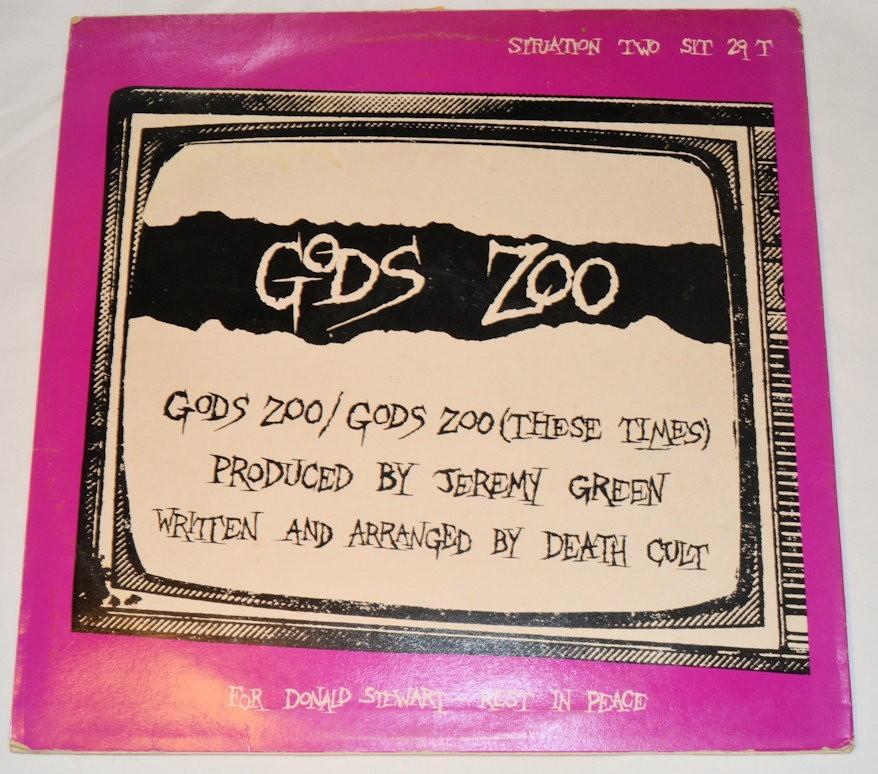 SITUATION TWO SIT 29 T
GODS ZOO
GODS ZOO/GODS ZOO (THESE TIMES)
PRODUCED BY JEREMY GREEN
WRITTEN AND ARRANGED BY DEATH CULT
FOR DONALD STEWART - REST IN PEACE